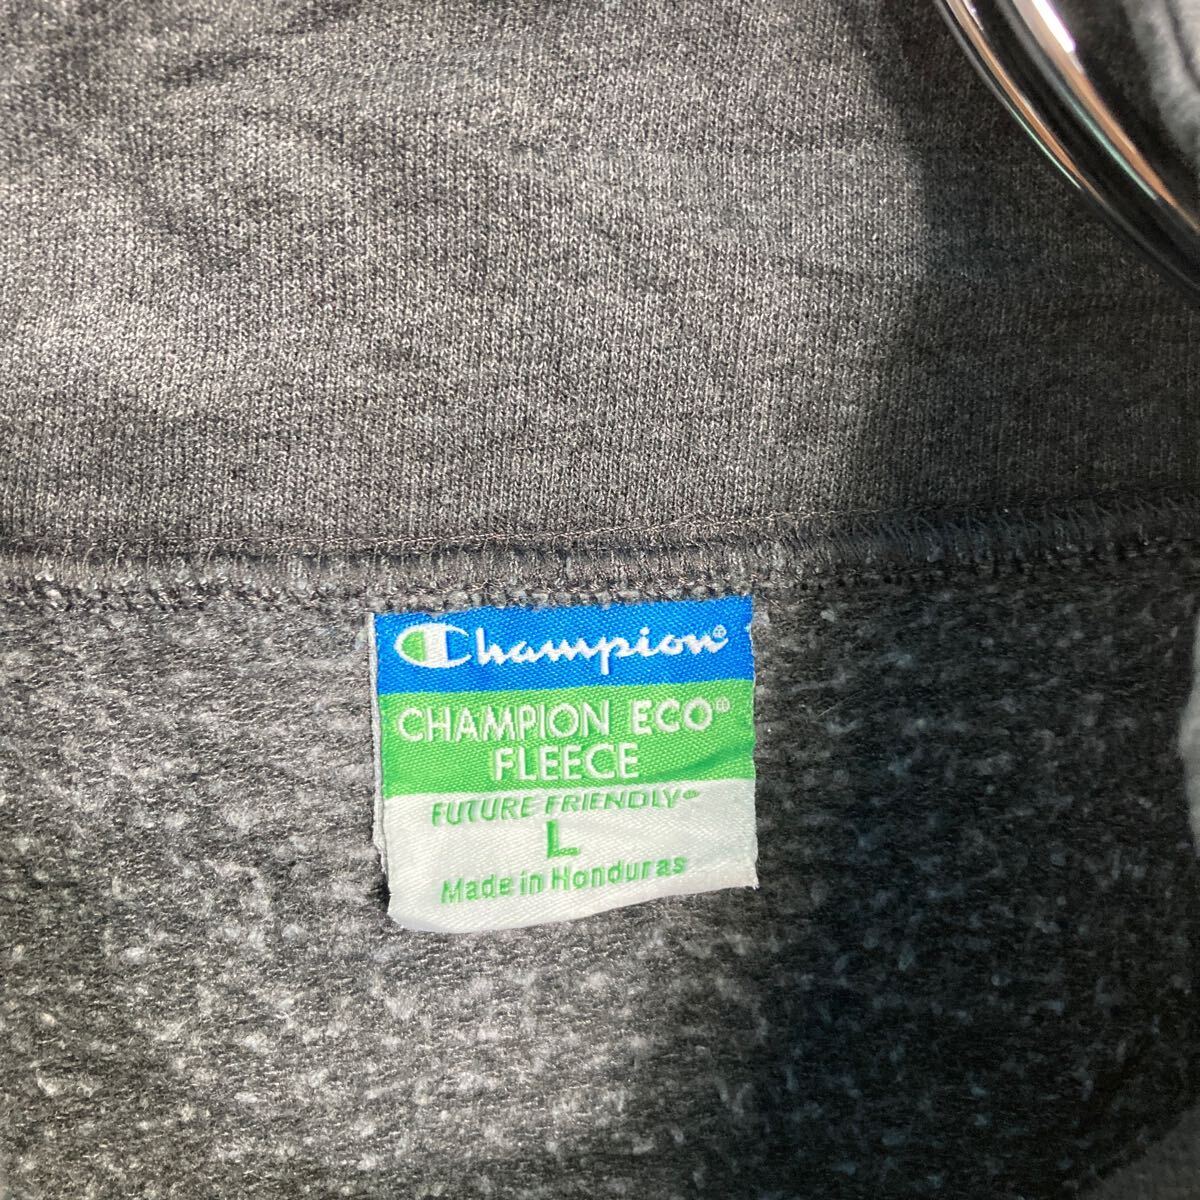 Champion®
CHAMPION ECO®
FLEECE
FUTURE FRIENDLY®
L
Made in Honduras